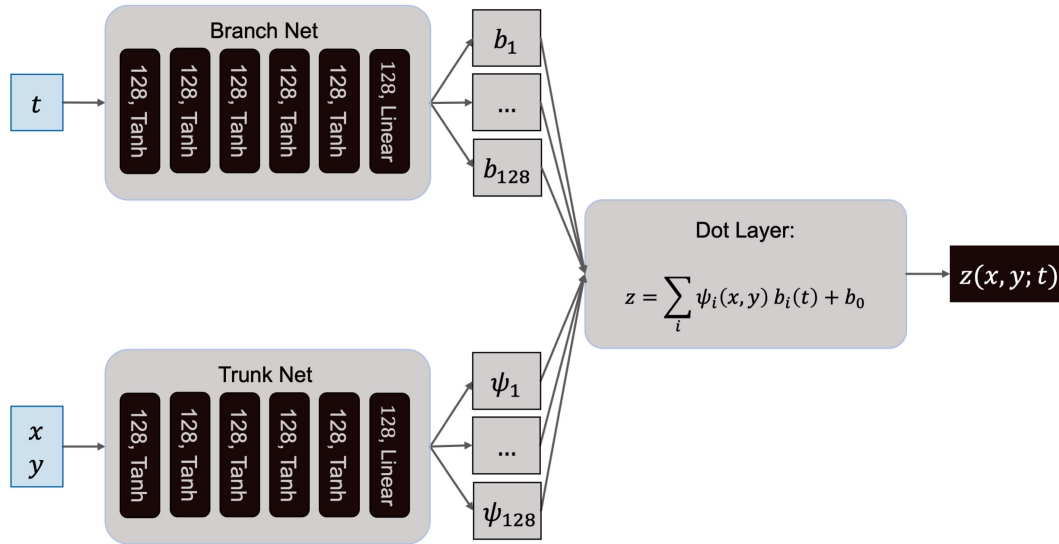 Branch Net
t
128, Tanh
128, Tanh
128, Tanh
128, Tanh
128, Tanh
128, Linear
b₁
...
b₁₂₈
Dot Layer:
z = ∑ᵢ ψᵢ(x, y) bᵢ(t) + b₀
z(x, y; t)
Trunk Net
x
y
128, Tanh
128, Tanh
128, Tanh
128, Tanh
128, Tanh
128, Linear
ψ₁
...
ψ₁₂₈